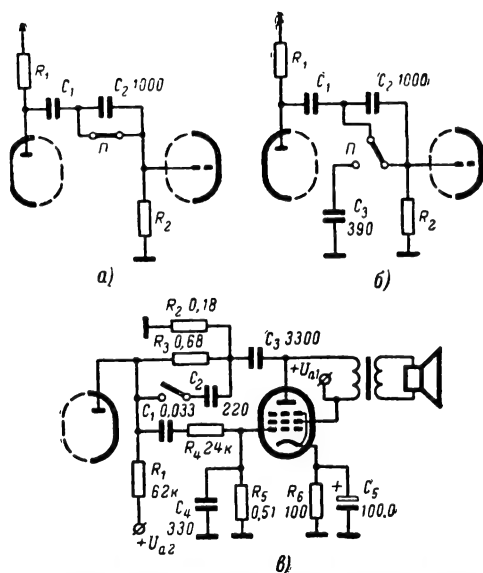 R₁
C₁
C₂ 1000
П
R₂
а)
R₁
C₁
C₂ 1000
П
C₃
390
R₂
б)
R₂ 0,18
R₃ 0,68
C₃ 3300
+Uа1
C₂
220
C₁ 0,033
R₄ 24к
R₁
62к
C₄
330
R₅
0,51
R₆
100
+
C₅
100,0
+Uа2
в)